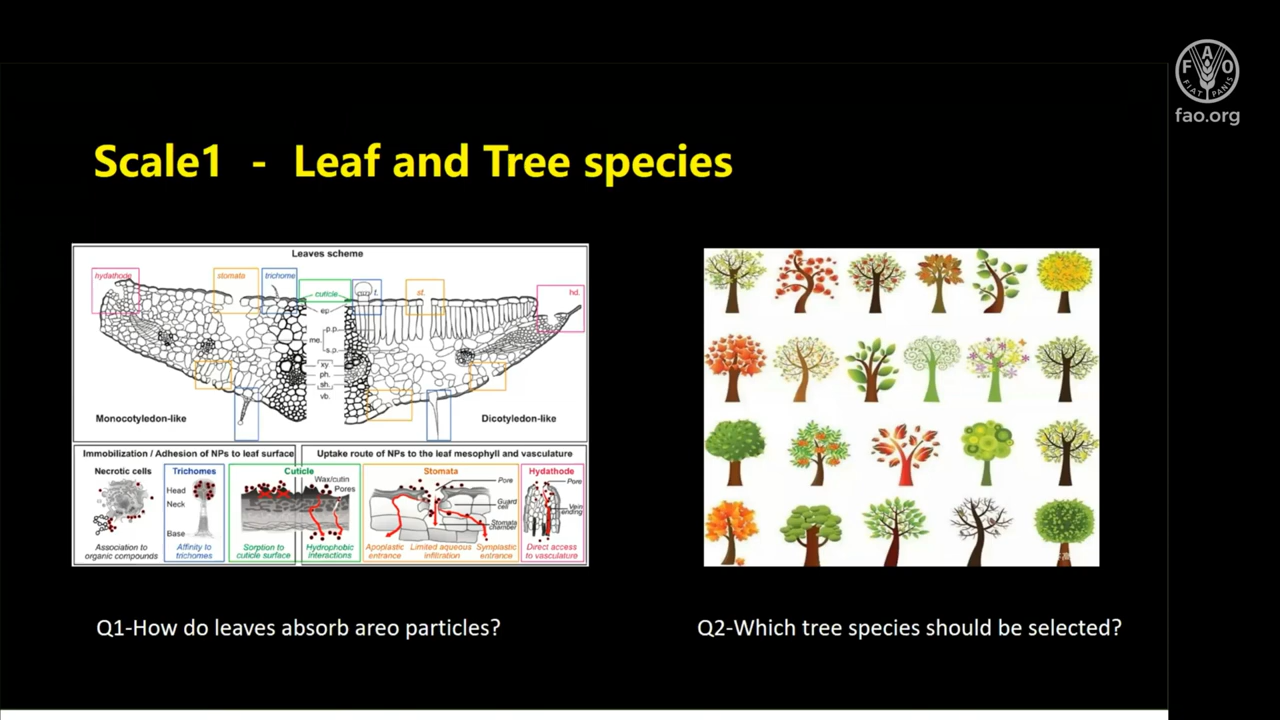 F A O
FIAT PANIS
fao.org
Scale1 - Leaf and Tree species
Leaves scheme
hydathode
stomata
trichome
cuticle
t.
st.
hd.
ep.
p.p.
me.
s.p.
xy
ph.
sh.
vb.
Monocotyledon-like
Dicotyledon-like
Immobilization / Adhesion of NPs to leaf surface
Uptake route of NPs to the leaf mesophyll and vasculature
Necrotic cells
Trichomes
Cuticle
Stomata
Hydathode
Head
Neck
Base
Wax/cutin
Pores
Pore
Guard cell
Stomata chamber
Pore
Vein ending
Association to organic compounds
Affinity to trichomes
Sorption to cuticle surface
Hydrophobic interactions
Apoplastic entrance
Limited aqueous infiltration
Symplastic entrance
Direct access to vasculature
Q1-How do leaves absorb areo particles?
Q2-Which tree species should be selected?